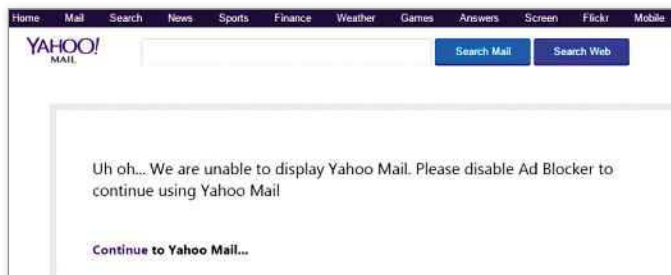 Home Mail Search News Sports Finance Weather Games Answers Screen Flickr Mobile
YAHOO!
MAIL
Search Mail Search Web
Uh oh... We are unable to display Yahoo Mail. Please disable Ad Blocker to
continue using Yahoo Mail
Continue to Yahoo Mail...